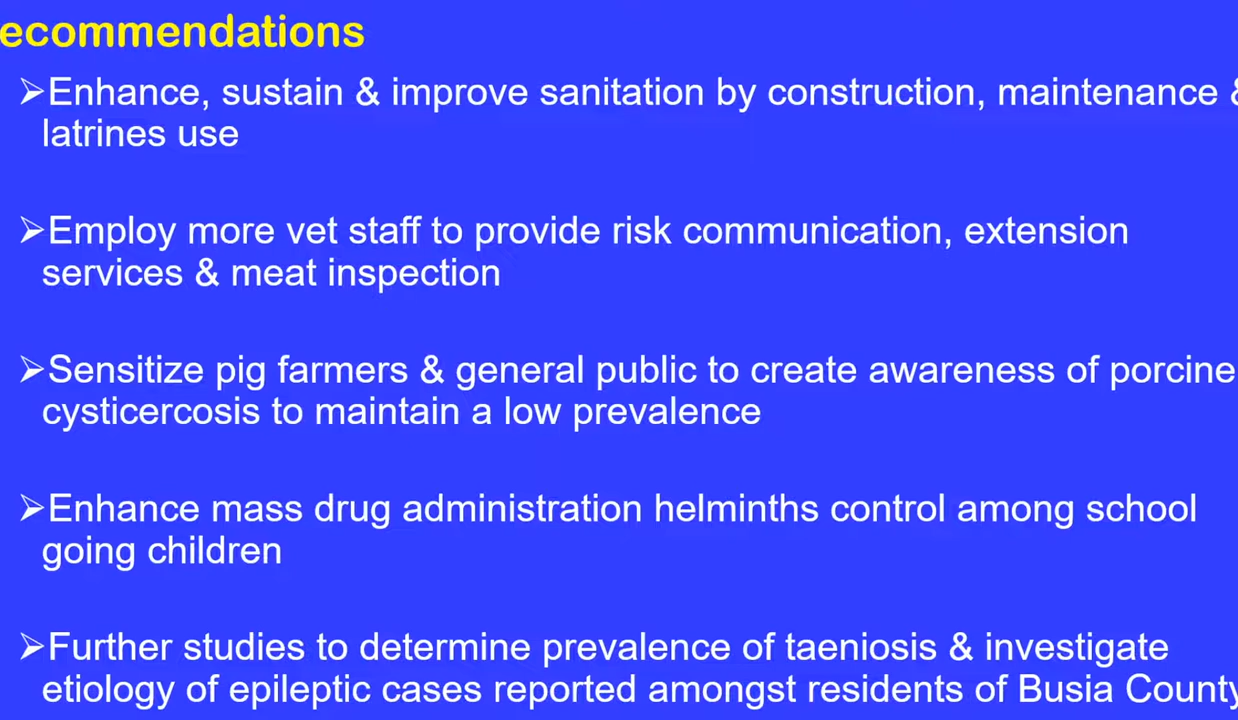 ecommendations
➢Enhance, sustain & improve sanitation by construction, maintenance &
latrines use
➢Employ more vet staff to provide risk communication, extension
services & meat inspection
➢Sensitize pig farmers & general public to create awareness of porcine
cysticercosis to maintain a low prevalence
➢Enhance mass drug administration helminths control among school
going children
➢Further studies to determine prevalence of taeniosis & investigate
etiology of epileptic cases reported amongst residents of Busia County